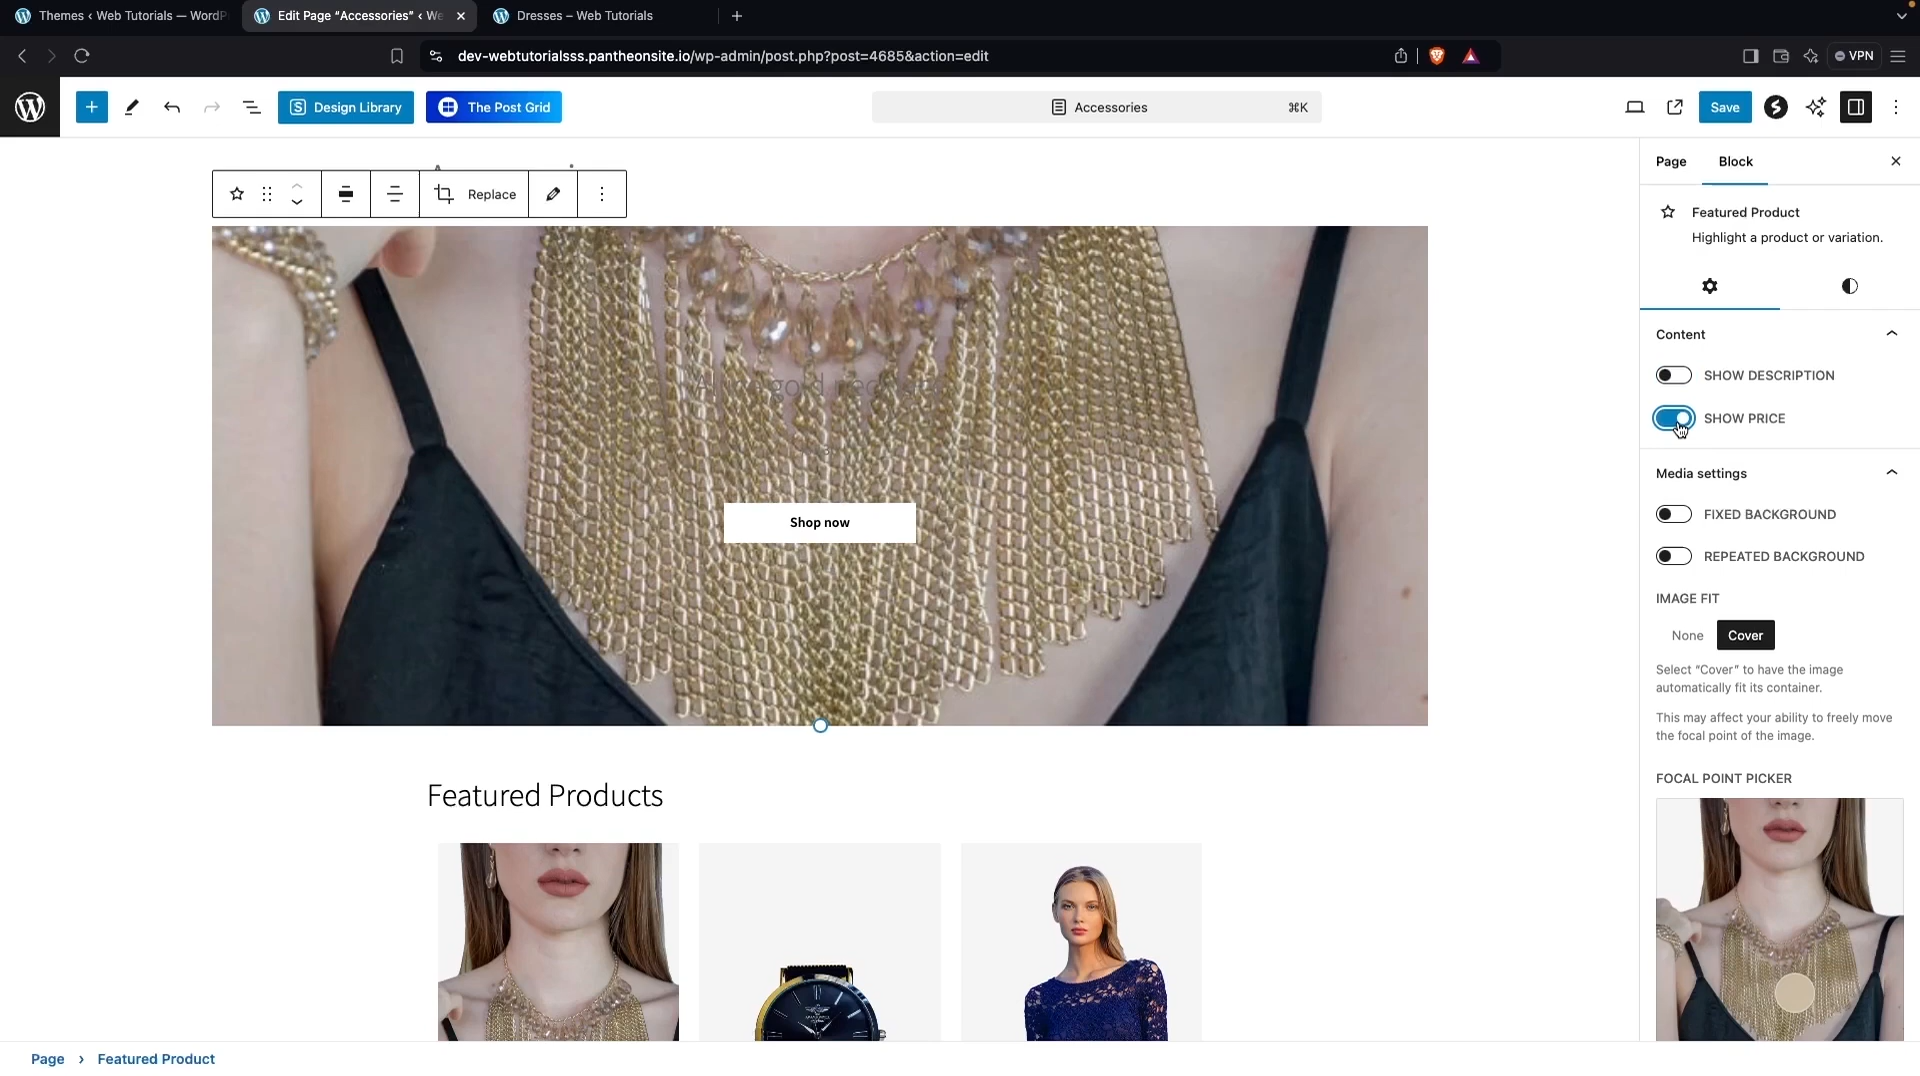 Themes ‹ Web Tutorials — WordP
Edit Page “Accessories” ‹ We
Dresses – Web Tutorials
dev-webtutorialsss.pantheonsite.io/wp-admin/post.php?post=4685&action=edit
VPN
Design Library
The Post Grid
Accessories
⌘K
Save
Replace
Shop now
Featured Products
Page
Block
Featured Product
Highlight a product or variation.
Content
SHOW DESCRIPTION
SHOW PRICE
Media settings
FIXED BACKGROUND
REPEATED BACKGROUND
IMAGE FIT
None
Cover
Select “Cover” to have the image
automatically fit its container.
This may affect your ability to freely move
the focal point of the image.
FOCAL POINT PICKER
Page › Featured Product